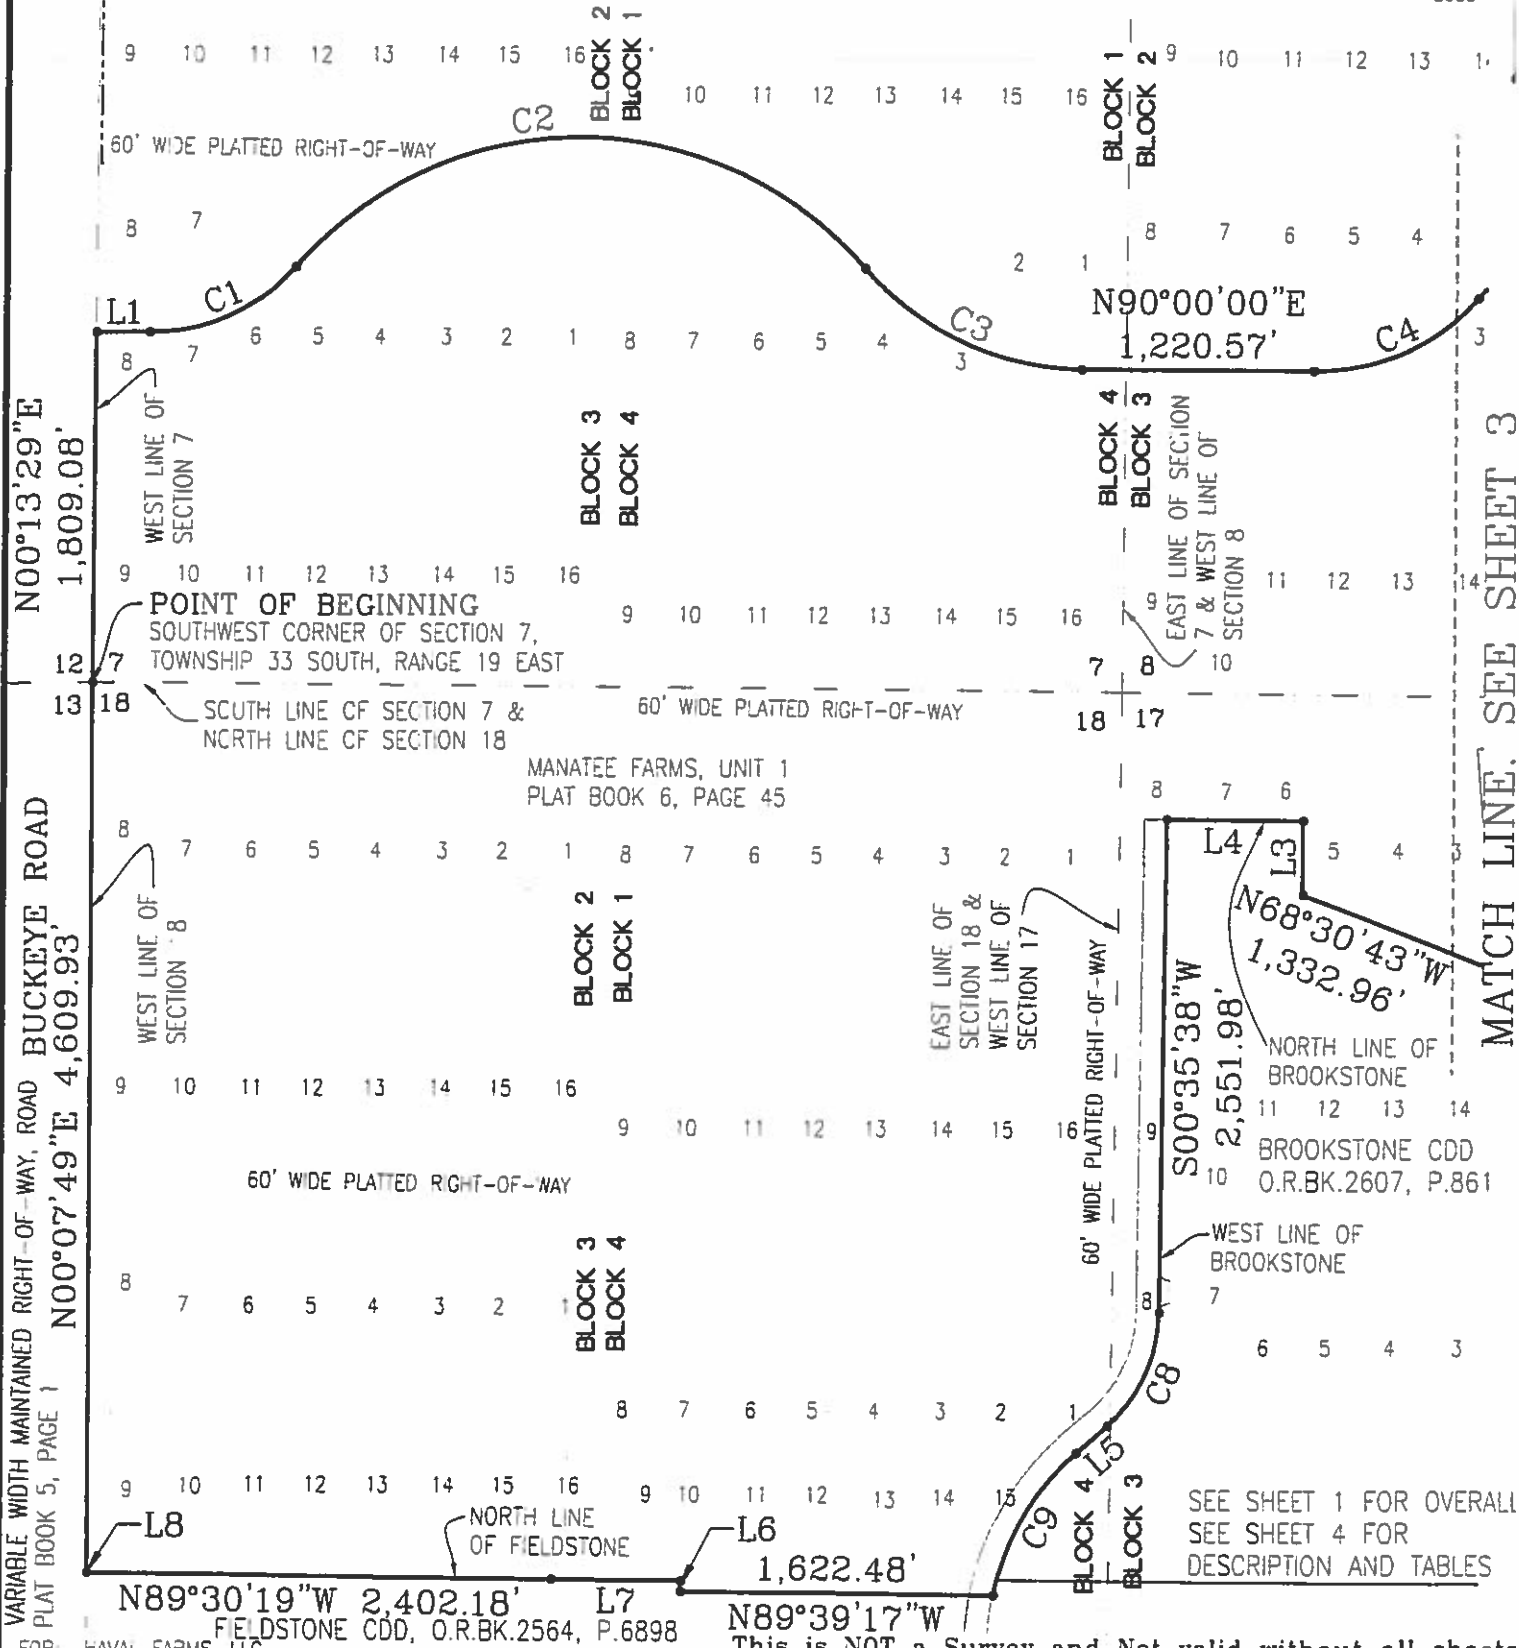 BLOCK 2
BLOCK 1
9 10 11 12 13 14 15 16
10 11 12 13 14 15 16
BLOCK 1
BLOCK 2
9 10 11 12 13
C2
60' WIDE PLATTED RIGHT-OF-WAY
8 7
2 1
8 7 6 5 4
L1
C1
C3
N90°00'00"E
1,220.57'
C4
8 7 6 5 4 3 2 1 8 7 6 5 4 3
3
N00°13'29"E
1,809.08'
WEST LINE OF
SECTION 7
BLOCK 3
BLOCK 4
BLOCK 4
BLOCK 3
EAST LINE OF SECTION
7 & WEST LINE OF
SECTION 8
MATCH LINE. SEE SHEET 3
9 10 11 12 13 14 15 16
9 10 11 12 13 14 15 16
9 10 11 12 13 14
POINT OF BEGINNING
SOUTHWEST CORNER OF SECTION 7,
TOWNSHIP 33 SOUTH, RANGE 19 EAST
12 7
13 18
7 8
18 17
SCUTH LINE CF SECTION 7 &
NCRTH LINE CF SECTION 18
60' WIDE PLATTED RIGHT-OF-WAY
MANATEE FARMS, UNIT 1
PLAT BOOK 6, PAGE 45
8 7 6
8 7 6 5 4 3 2 1 8 7 6 5 4 3 2 1
L4
L3
5 4 3
N68°30'43"W
1,332.96'
VARIABLE WIDTH MAINTAINED RIGHT-OF-WAY, ROAD
PLAT BOOK 5, PAGE 1
BUCKEYE ROAD
N00°07'49"E 4,609.93'
WEST LINE OF
SECTION 8
BLOCK 2
BLOCK 1
EAST LINE OF
SECTION 18 &
WEST LINE OF
SECTION 17
60' WIDE PLATTED RIGHT-OF-WAY
S00°35'38"W
2,551.98'
NORTH LINE OF
BROOKSTONE
9 10 11 12 13 14 15 16
9 10 11 12 13 14 15 16
9 10 11 12 13 14
BROOKSTONE CDD
O.R.BK.2607, P.861
60' WIDE PLATTED RIGHT-OF-WAY
WEST LINE OF
BROOKSTONE
BLOCK 3
BLOCK 4
8 7 6 5 4 3 2 1
8 7
6 5 4 3
8 7 6 5 4 3 2 1
C8
L5
C9
9 10 11 12 13 14 15 16
9 10 11 12 13 14 15
BLOCK 4
BLOCK 3
SEE SHEET 1 FOR OVERALL
SEE SHEET 4 FOR
DESCRIPTION AND TABLES
L8
NORTH LINE
OF FIELDSTONE
L6
1,622.48'
N89°30'19"W 2,402.18'
L7
N89°39'17"W
FIELDSTONE CDD, O.R.BK.2564, P.6898
This is NOT a Survey and Not valid without all sheets